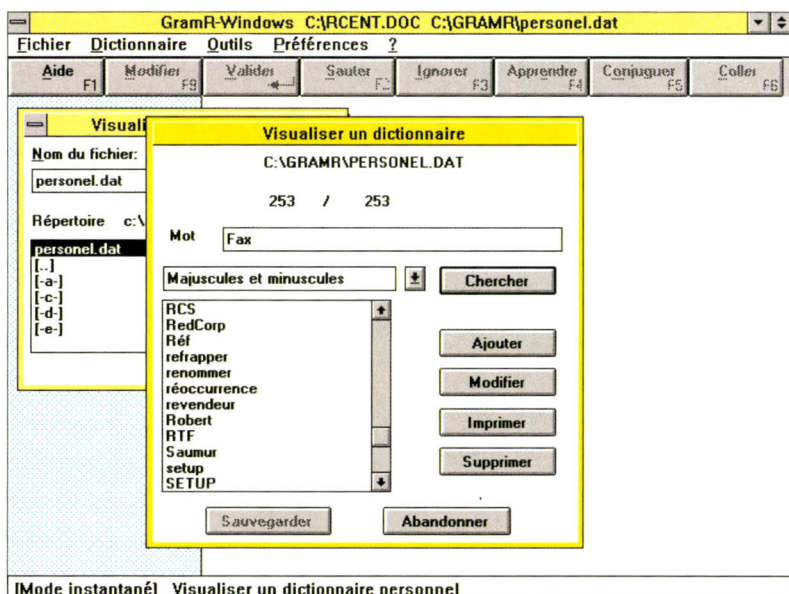 GramR-Windows C:\RCENT.DOC C:\GRAMR\personel.dat
Fichier Dictionnaire Outils Préférences ?
Aide F1 Modifier F9 Valider Sauter F2 Ignorer F3 Apprendre F4 Conjuguer F5 Coller F6
Visuali
Nom du fichier:
personel.dat
Répertoire c:\
personel.dat
[..]
[-a-]
[-c-]
[-d-]
[-e-]
Visualiser un dictionnaire
C:\GRAMR\PERSONEL.DAT
253 / 253
Mot Fax
Majuscules et minuscules Chercher
RCS
RedCorp
Réf
refrapper
renommer
réoccurrence
revendeur
Robert
RTF
Saumur
setup
SETUP
Ajouter
Modifier
Imprimer
Supprimer
Sauvegarder Abandonner
[Mode instantané] Visualiser un dictionnaire personnel